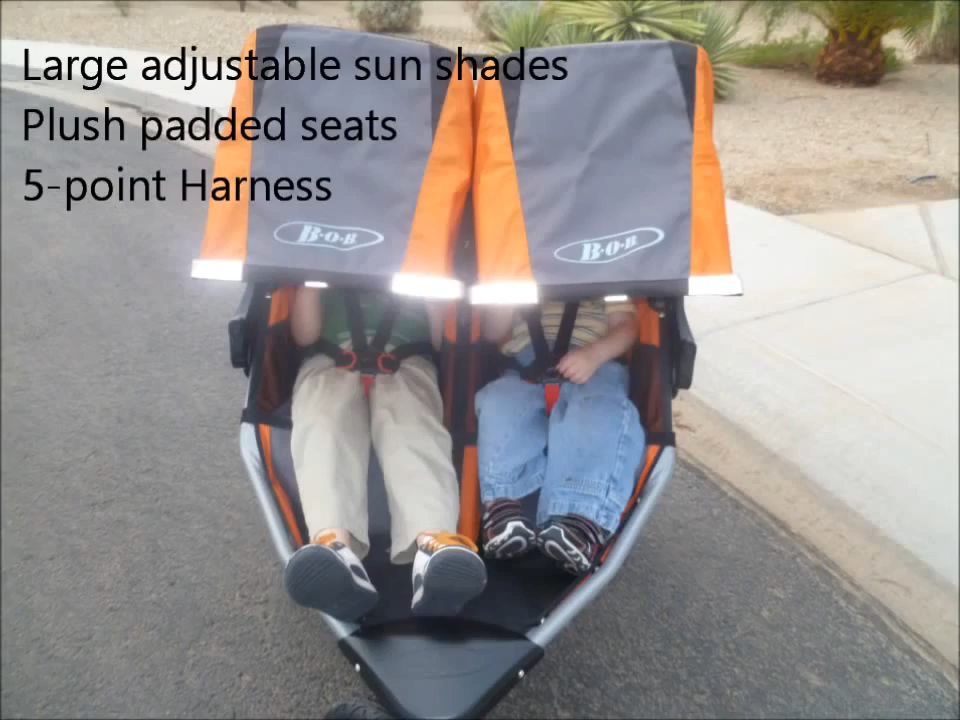 Large adjustable sun shades
Plush padded seats
5-point Harness
B·O·B
B·O·B